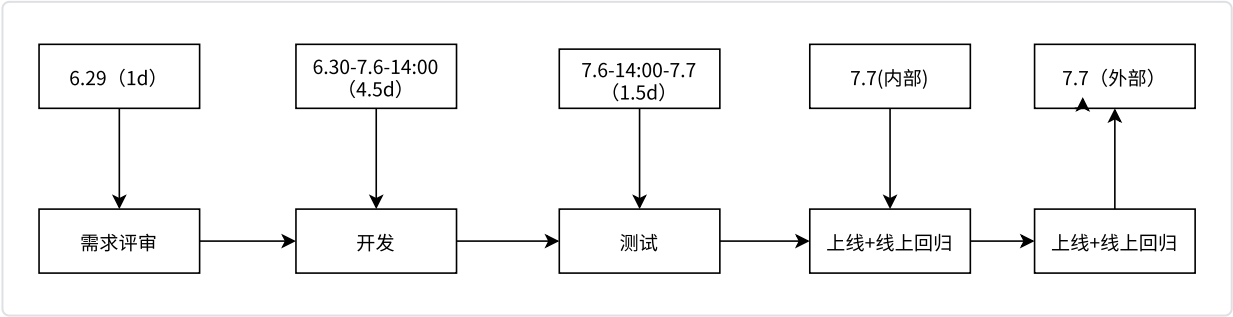 6.29（1d）
6.30-7.6-14:00
（4.5d）
7.6-14:00-7.7
（1.5d）
7.7(内部)
7.7（外部）
需求评审
开发
测试
上线+线上回归
上线+线上回归